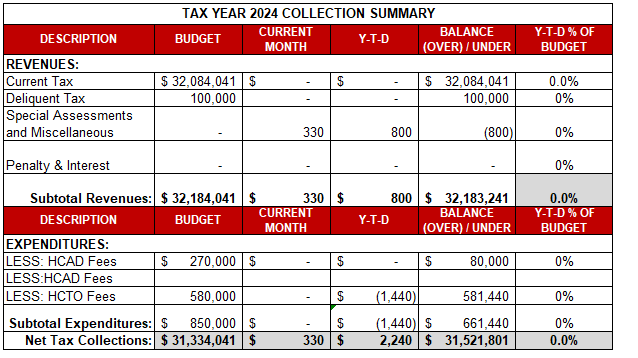 TAX YEAR 2024 COLLECTION SUMMARY
DESCRIPTION BUDGET CURRENT MONTH Y-T-D BALANCE (OVER) / UNDER Y-T-D % OF BUDGET
REVENUES:
Current Tax $ 32,084,041 $ - $ - $ 32,084,041 0.0%
Deliquent Tax 100,000 - - 100,000 0%
Special Assessments
and Miscellaneous - 330 800 (800) 0%
Penalty & Interest - - - - 0%
Subtotal Revenues: $ 32,184,041 $ 330 $ 800 $ 32,183,241 0.0%
DESCRIPTION BUDGET CURRENT MONTH Y-T-D BALANCE (OVER) / UNDER Y-T-D % OF BUDGET
EXPENDITURES:
LESS: HCAD Fees $ 270,000 $ - $ - $ 80,000 0%
LESS:HCAD Fees
LESS: HCTO Fees 580,000 - $ (1,440) 581,440 0%
Subtotal Expenditures: $ 850,000 $ - $ (1,440) $ 661,440 0%
Net Tax Collections: $ 31,334,041 $ 330 $ 2,240 $ 31,521,801 0.0%